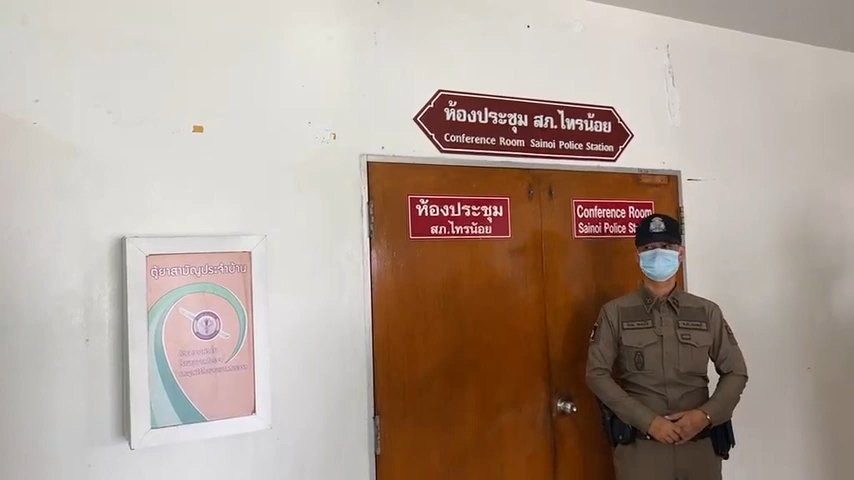 ห้องประชุม สภ.ไทรน้อย
Conference Room Sainoi Police Station
ห้องประชุม
สภ.ไทรน้อย
Conference Room
Sainoi Police
ตู้ยาสามัญประจำบ้าน